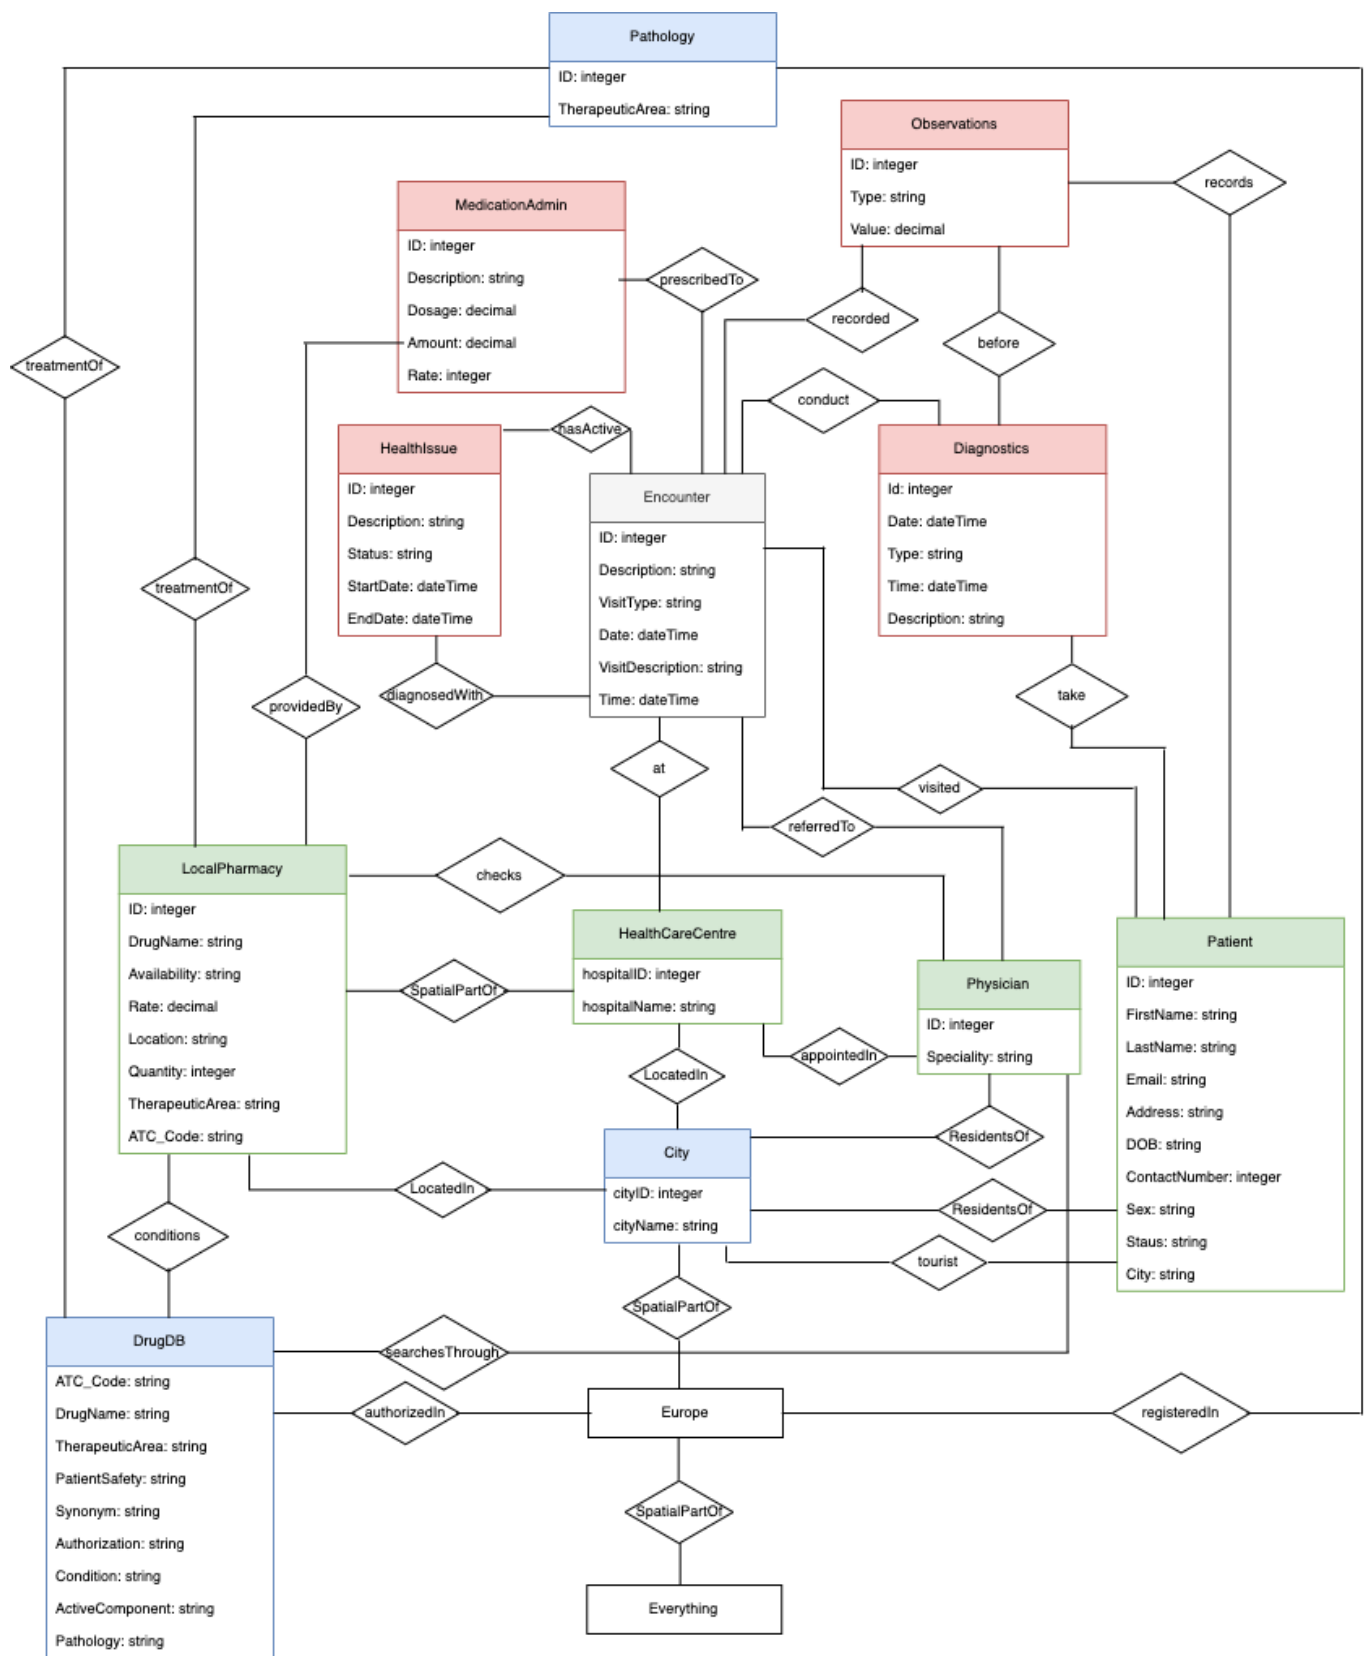 Pathology
ID: integer
TherapeuticArea: string
Observations
ID: integer
Type: string
Value: decimal
records
MedicationAdmin
ID: integer
Description: string
Dosage: decimal
Amount: decimal
Rate: integer
prescribedTo
recorded
before
treatmentOf
conduct
hasActive
HealthIssue
ID: integer
Description: string
Status: string
StartDate: dateTime
EndDate: dateTime
Encounter
ID: integer
Description: string
VisitType: string
Date: dateTime
VisitDescription: string
Time: dateTime
Diagnostics
Id: integer
Date: dateTime
Type: string
Time: dateTime
Description: string
treatmentOf
diagnosedWith
providedBy
take
at
visited
referredTo
checks
LocalPharmacy
ID: integer
DrugName: string
Availability: string
Rate: decimal
Location: string
Quantity: integer
TherapeuticArea: string
ATC_Code: string
SpatialPartOf
HealthCareCentre
hospitalID: integer
hospitalName: string
Physician
ID: integer
Speciality: string
Patient
ID: integer
FirstName: string
LastName: string
Email: string
Address: string
DOB: string
ContactNumber: integer
Sex: string
Staus: string
City: string
appointedIn
LocatedIn
ResidentsOf
City
cityID: integer
cityName: string
LocatedIn
ResidentsOf
conditions
tourist
SpatialPartOf
DrugDB
ATC_Code: string
DrugName: string
TherapeuticArea: string
PatientSafety: string
Synonym: string
Authorization: string
Condition: string
ActiveComponent: string
Pathology: string
searchesThrough
authorizedIn
Europe
registeredIn
SpatialPartOf
Everything